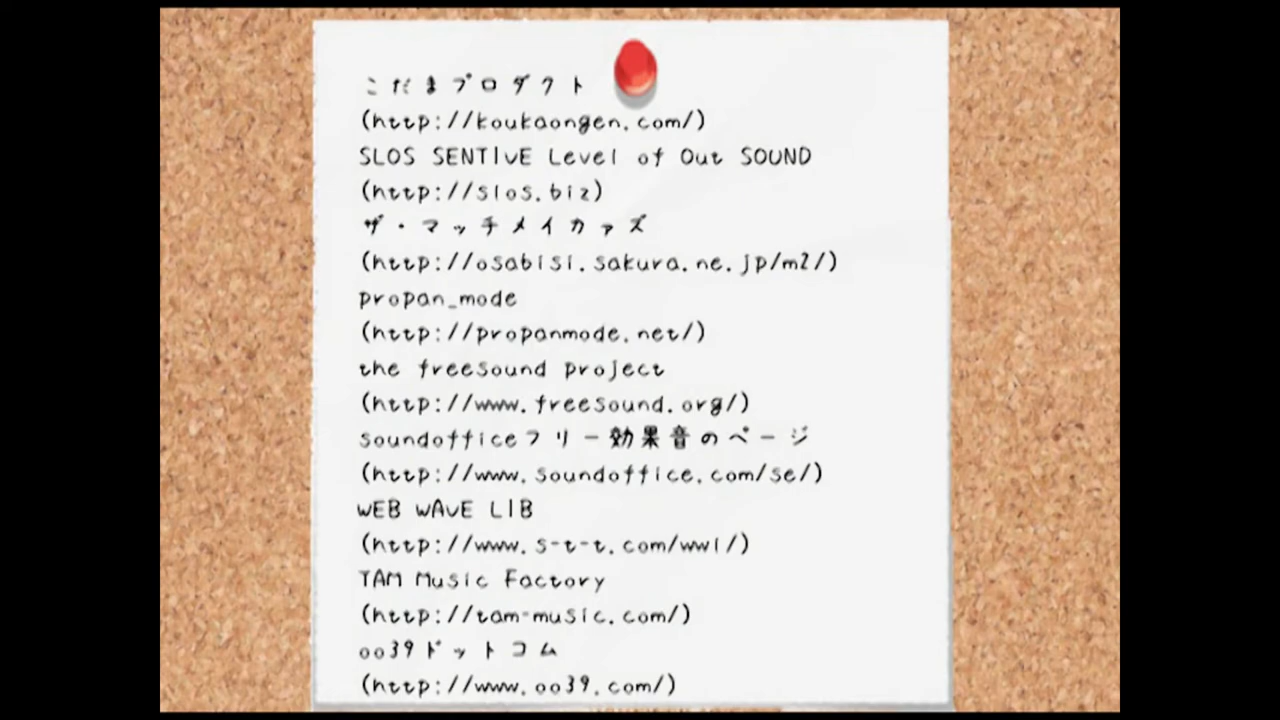 こだまプロダクト
(http://koukaongen.com/)
SLOS SENTIVE Level of Out SOUND
(http://slos.biz)
ザ・マッチメイカァズ
(http://osabisi.sakura.ne.jp/m2/)
propan_mode
(http://propanmode.net/)
the freesound project
(http://www.freesound.org/)
soundofficeフリー効果音のページ
(http://www.soundoffice.com/se/)
WEB WAVE LIB
(http://www.s-t-t.com/wwl/)
TAM Music Factory
(http://tam-music.com/)
oo39ドットコム
(http://www.oo39.com/)